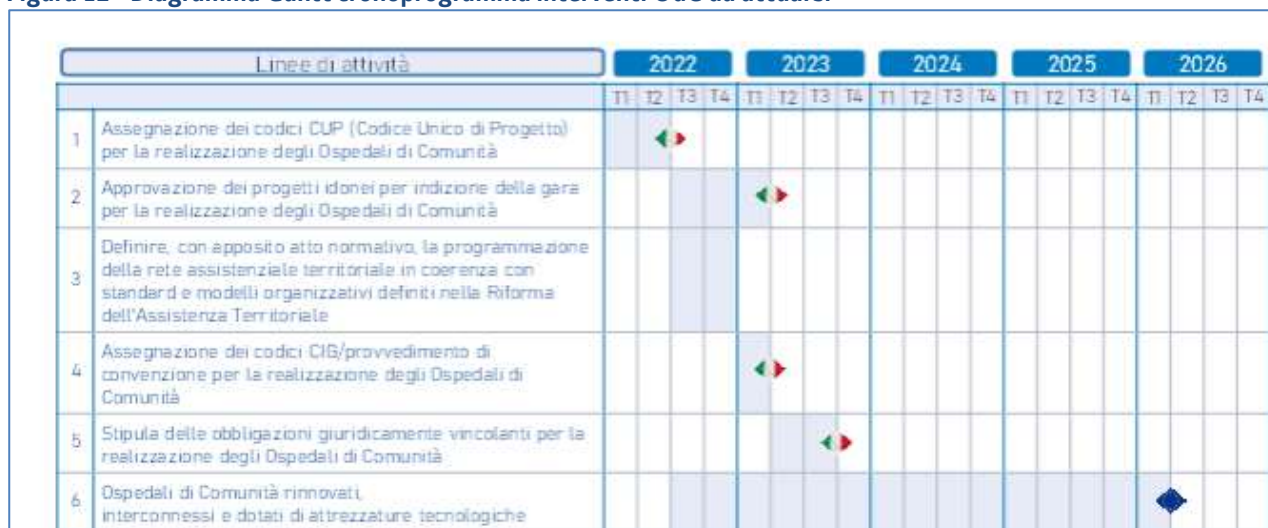 Figura 12 - Diagramma Gantt cronoprogramma interventi OdC da attuare.
Linee di attività
2022 2023 2024 2025 2026
T1 T2 T3 T4 T1 T2 T3 T4 T1 T2 T3 T4 T1 T2 T3 T4 T1 T2 T3 T4
1 Assegnazione dei codici CUP (Codice Unico di Progetto)
per la realizzazione degli Ospedali di Comunità
2 Approvazione dei progetti idonei per indizione della gara
per la realizzazione degli Ospedali di Comunità
3 Definire, con apposito atto normativo, la programmazione
della rete assistenziale territoriale in coerenza con
standard e modelli organizzativi definiti nella Riforma
dell'Assistenza Territoriale
4 Assegnazione dei codici CIG/provvedimento di
convenzione per la realizzazione degli Ospedali di
Comunità
5 Stipula delle obbligazioni giuridicamente vincolanti per la
realizzazione degli Ospedali di Comunità
6 Ospedali di Comunità rinnovati,
interconnessi e dotati di attrezzature tecnologiche